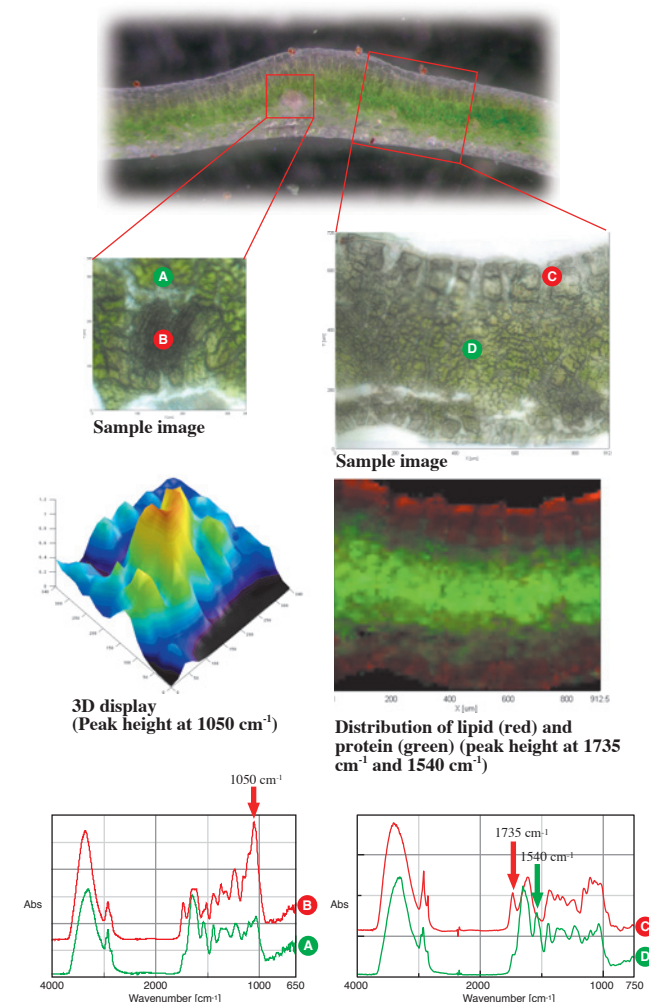 A
B
C
D
Sample image
Sample image
3D display
(Peak height at 1050 cm-1)
200
400
600
800
912.5
X [um]
Distribution of lipid (red) and
protein (green) (peak height at 1735
cm-1 and 1540 cm-1)
1050 cm-1
Abs
B
A
4000
2000
1000
650
Wavenumber [cm-1]
1735 cm-1
1540 cm-1
Abs
C
D
4000
2000
1000
750
Wavenumber [cm-1]